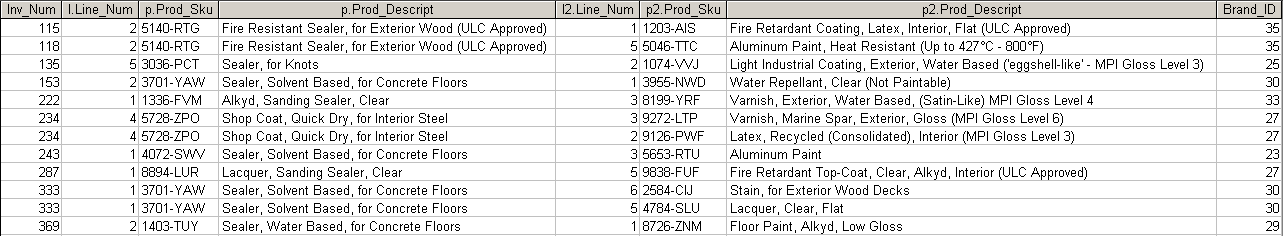 Inv_Num l.Line_Num p.Prod_Sku p.Prod_Descript l2.Line_Num p2.Prod_Sku p2.Prod_Descript Brand_ID
115 2 5140-RTG Fire Resistant Sealer, for Exterior Wood (ULC Approved) 1 1203-AIS Fire Retardant Coating, Latex, Interior, Flat (ULC Approved) 35
118 2 5140-RTG Fire Resistant Sealer, for Exterior Wood (ULC Approved) 5 5046-TTC Aluminum Paint, Heat Resistant (Up to 427°C - 800°F) 35
135 5 3036-PCT Sealer, for Knots 2 1074-VVJ Light Industrial Coating, Exterior, Water Based ('eggshell-like' - MPI Gloss Level 3) 25
153 2 3701-YAW Sealer, Solvent Based, for Concrete Floors 1 3955-NWD Water Repellant, Clear (Not Paintable) 30
222 1 1336-FVM Alkyd, Sanding Sealer, Clear 3 8199-YRF Varnish, Exterior, Water Based, (Satin-Like) MPI Gloss Level 4 33
234 4 5728-ZPO Shop Coat, Quick Dry, for Interior Steel 3 9272-LTP Varnish, Marine Spar, Exterior, Gloss (MPI Gloss Level 6) 27
234 4 5728-ZPO Shop Coat, Quick Dry, for Interior Steel 2 9126-PWF Latex, Recycled (Consolidated), Interior (MPI Gloss Level 3) 27
243 1 4072-SWV Sealer, Solvent Based, for Concrete Floors 3 5653-RTU Aluminum Paint 23
287 1 8894-LUR Lacquer, Sanding Sealer, Clear 5 9838-FUF Fire Retardant Top-Coat, Clear, Alkyd, Interior (ULC Approved) 27
333 1 3701-YAW Sealer, Solvent Based, for Concrete Floors 6 2584-CIJ Stain, for Exterior Wood Decks 30
333 1 3701-YAW Sealer, Solvent Based, for Concrete Floors 5 4784-SLU Lacquer, Clear, Flat 30
369 2 1403-TUY Sealer, Water Based, for Concrete Floors 1 8726-ZNM Floor Paint, Alkyd, Low Gloss 29